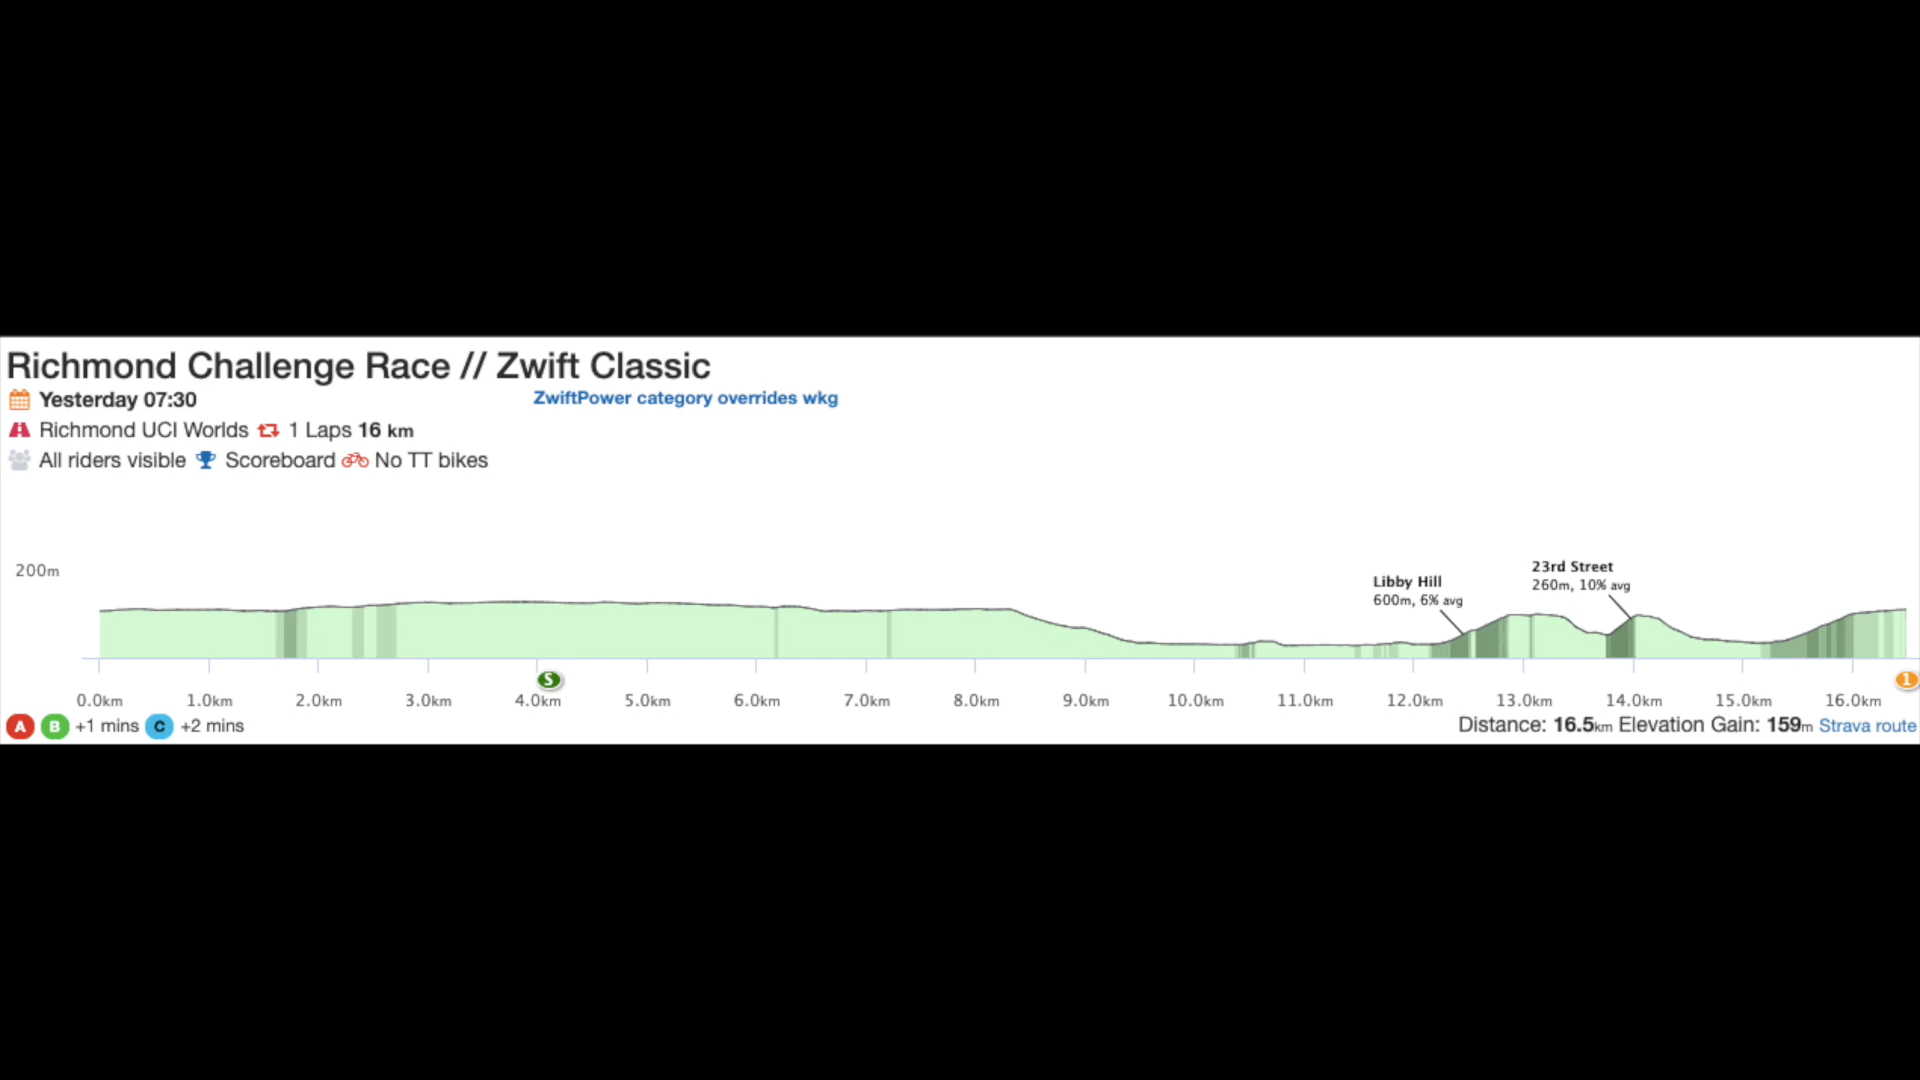 Richmond Challenge Race // Zwift Classic
Yesterday 07:30 ZwiftPower category overrides wkg
Richmond UCI Worlds 1 Laps 16 km
All riders visible Scoreboard No TT bikes
23rd Street
200m
Libby Hill
260m, 10% avg
600m, 6% avg
S 1
0.0km 1.0km 2.0km 3.0km 4.0km 5.0km 6.0km 7.0km 8.0km 9.0km 10.0km 11.0km 12.0km 13.0km 14.0km 15.0km 16.0km
A B +1 mins C +2 mins Distance: 16.5km Elevation Gain: 159m Strava route